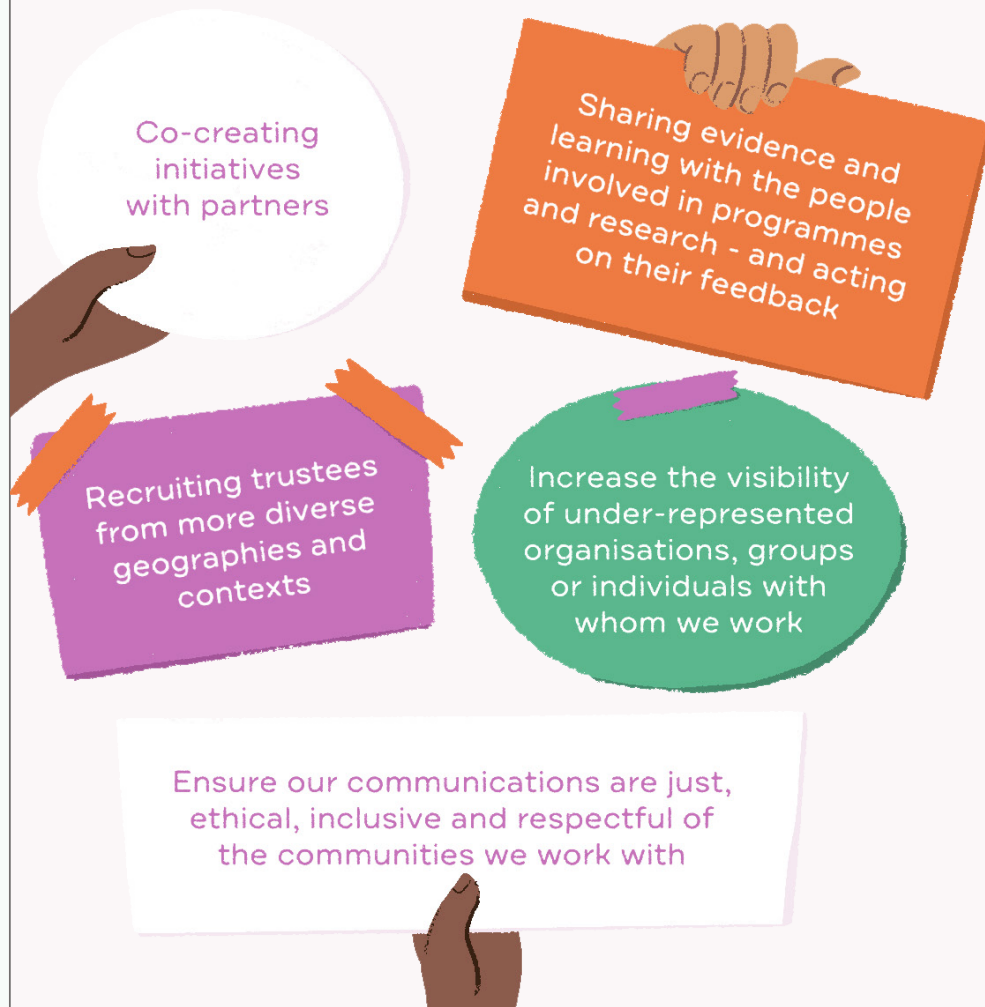 Co-creating
initiatives
with partners
Sharing evidence and
learning with the people
involved in programmes
and research - and acting
on their feedback
Recruiting trustees
from more diverse
geographies and
contexts
Increase the visibility
of under-represented
organisations, groups
or individuals with
whom we work
Ensure our communications are just,
ethical, inclusive and respectful of
the communities we work with